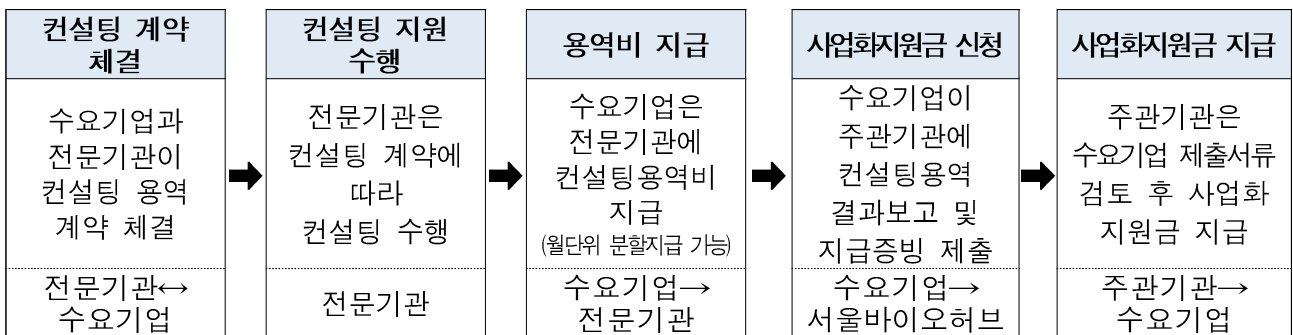 컨설팅 계약
체결
수요기업과
전문기관이
컨설팅 용역
계약 체결
전문기관↔
수요기업
컨설팅 지원
수행
전문기관은
컨설팅 계약에
따라
컨설팅 수행
전문기관
용역비 지급
수요기업은
전문기관에
컨설팅용역비
지급
(월단위 분할지급 가능)
수요기업→
전문기관
사업화지원금 신청
수요기업이
주관기관에
컨설팅용역
결과보고 및
지급증빙 제출
수요기업→
서울바이오허브
사업화지원금 지급
주관기관은
수요기업 제출서류
검토 후 사업화
지원금 지급
주관기관→
수요기업